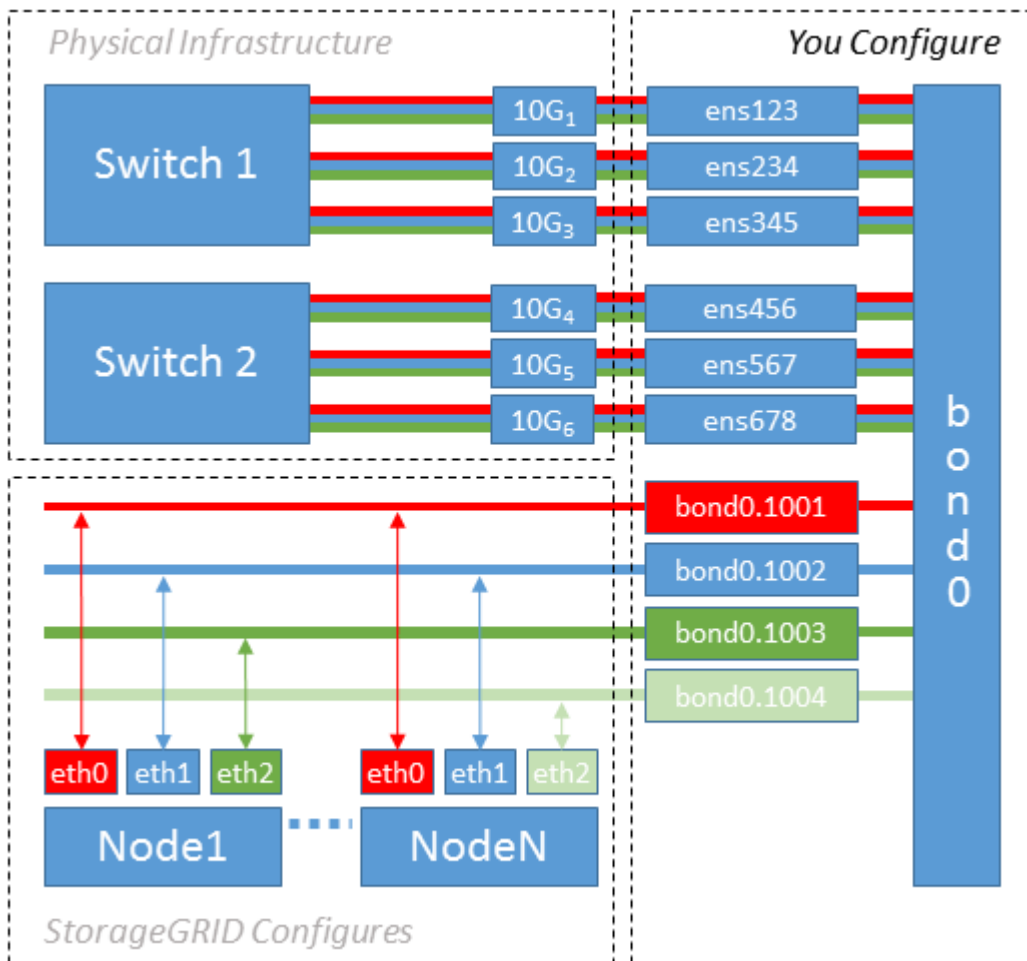 Physical Infrastructure
You Configure
Switch 1
10G₁
ens123
10G₂
ens234
10G₃
ens345
Switch 2
10G₄
ens456
10G₅
ens567
10G₆
ens678
bond0
bond0.1001
bond0.1002
bond0.1003
bond0.1004
eth0
eth1
eth2
eth0
eth1
eth2
Node1
NodeN
StorageGRID Configures